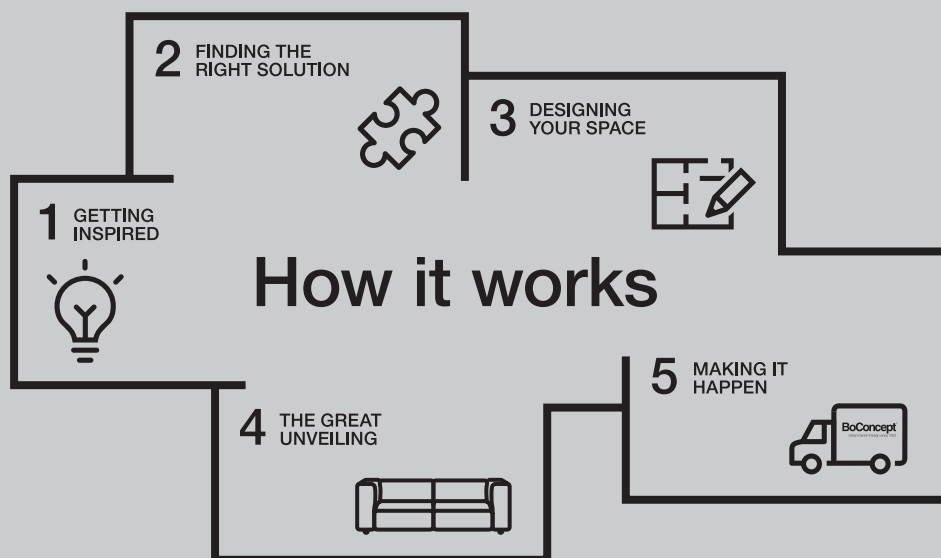 2 FINDING THE
RIGHT SOLUTION
3 DESIGNING
YOUR SPACE
1 GETTING
INSPIRED
How it works
5 MAKING IT
HAPPEN
4 THE GREAT
UNVEILING
BoConcept